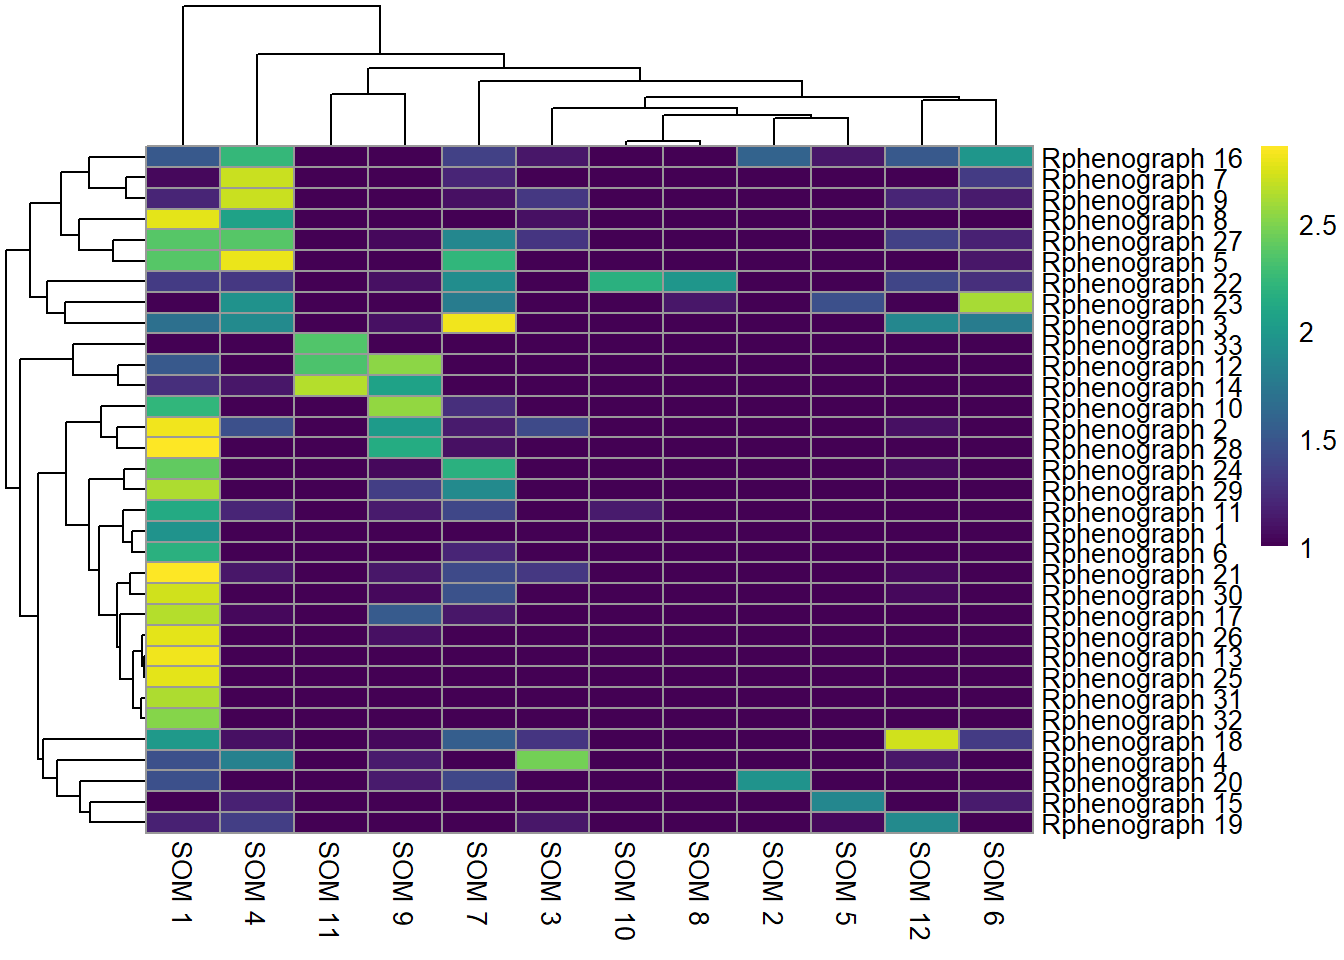 Rphenograph 16
Rphenograph 7
Rphenograph 9
Rphenograph 8
Rphenograph 27
Rphenograph 5
Rphenograph 22
Rphenograph 23
Rphenograph 3
Rphenograph 33
Rphenograph 12
Rphenograph 14
Rphenograph 10
Rphenograph 2
Rphenograph 28
Rphenograph 24
Rphenograph 29
Rphenograph 11
Rphenograph 1
Rphenograph 6
Rphenograph 21
Rphenograph 30
Rphenograph 17
Rphenograph 26
Rphenograph 13
Rphenograph 25
Rphenograph 31
Rphenograph 32
Rphenograph 18
Rphenograph 4
Rphenograph 20
Rphenograph 15
Rphenograph 19
2.5
2
1.5
1
SOM 1
SOM 4
SOM 11
SOM 9
SOM 7
SOM 3
SOM 10
SOM 8
SOM 2
SOM 5
SOM 12
SOM 6